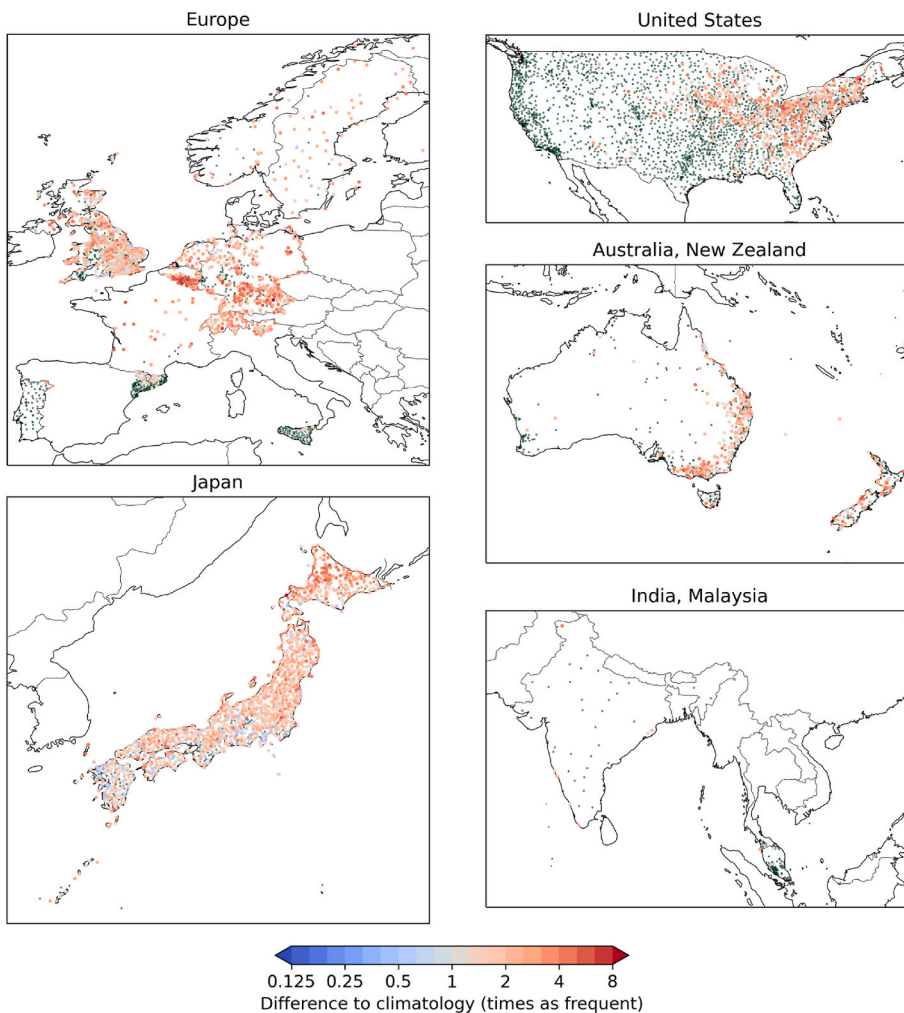 Europe
United States
Australia, New Zealand
Japan
India, Malaysia
0.125 0.25 0.5 1 2 4 8
Difference to climatology (times as frequent)